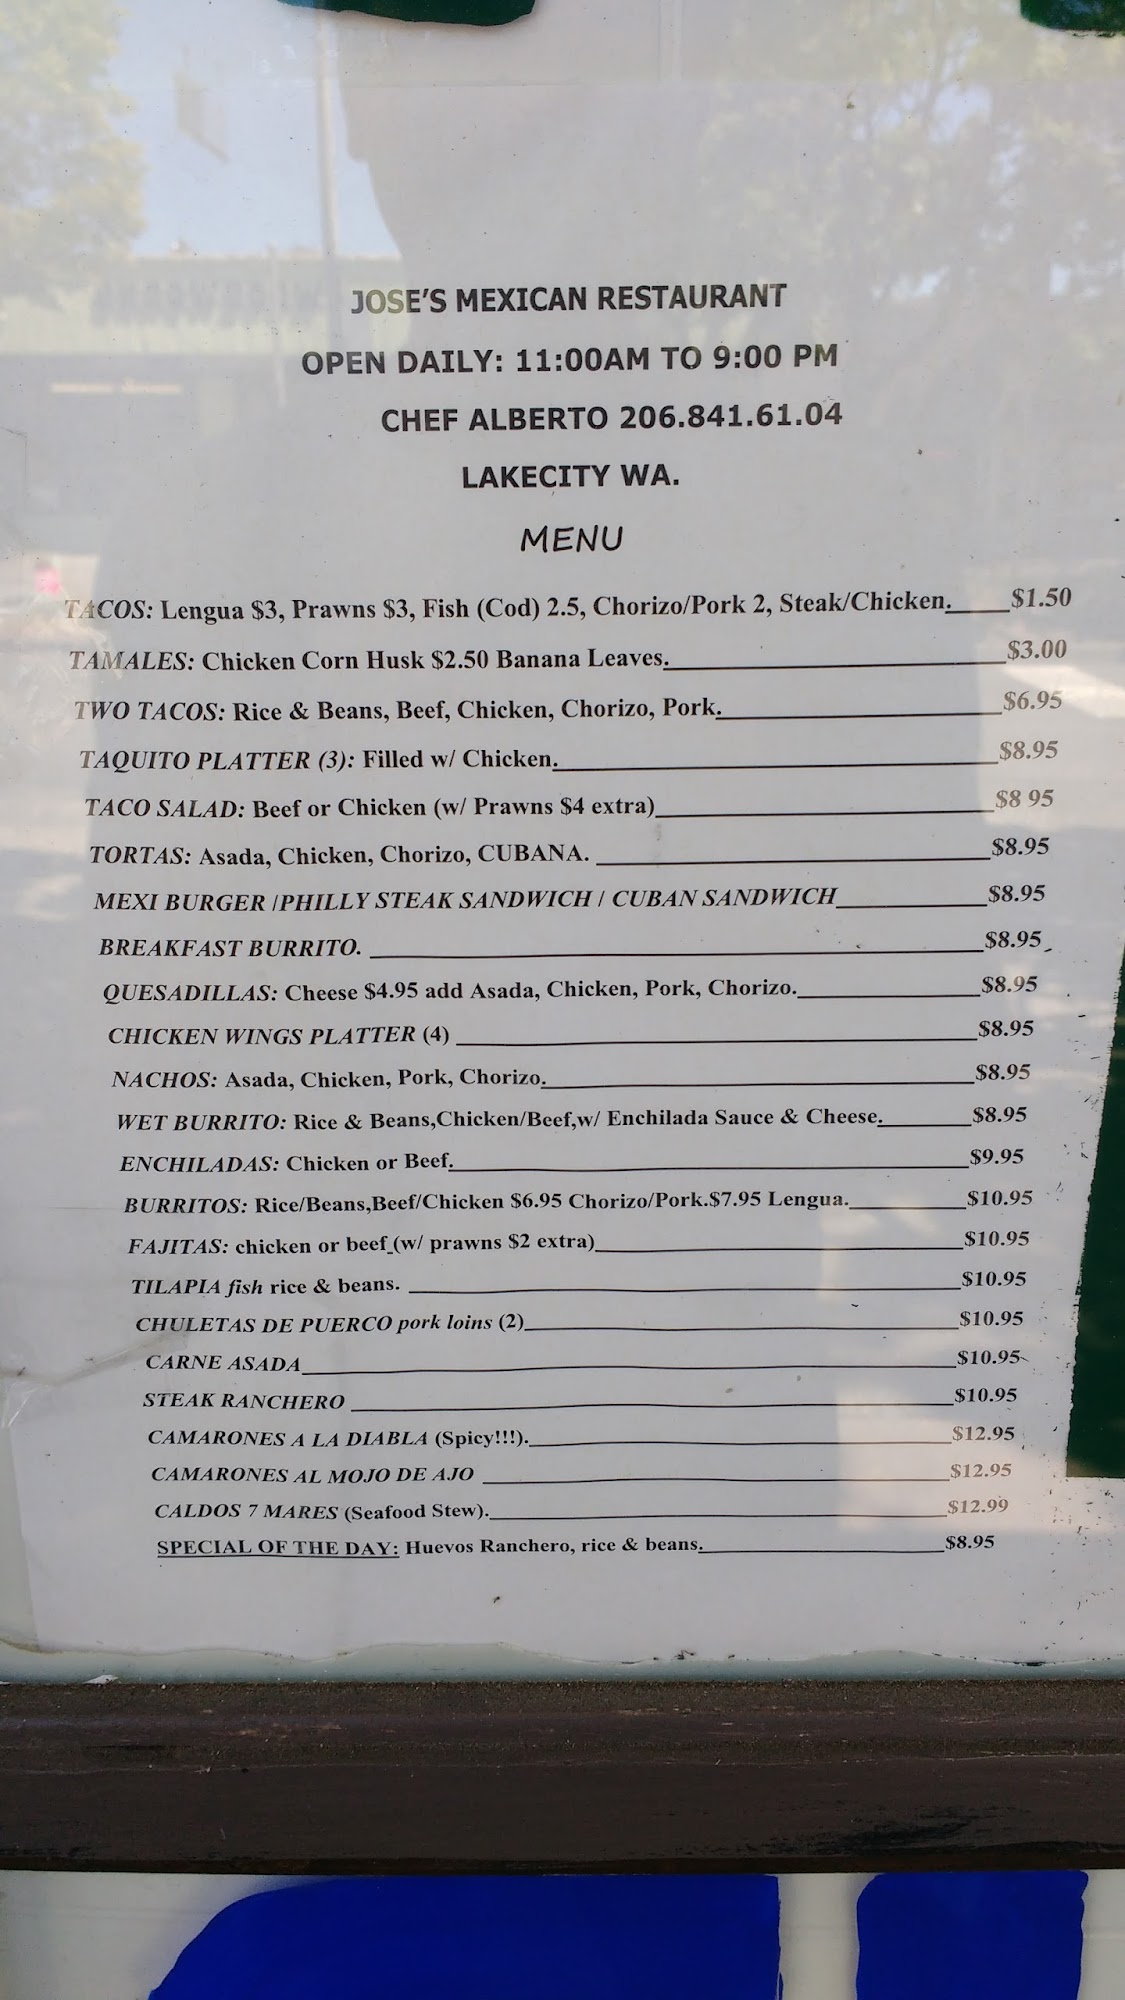 JOSE'S MEXICAN RESTAURANT
OPEN DAILY: 11:00AM TO 9:00 PM
CHEF ALBERTO 206.841.61.04
LAKECITY WA.
MENU
TACOS: Lengua $3, Prawns $3, Fish (Cod) 2.5, Chorizo/Pork 2, Steak/Chicken. $1.50
TAMALES: Chicken Corn Husk $2.50 Banana Leaves. $3.00
TWO TACOS: Rice & Beans, Beef, Chicken, Chorizo, Pork. $6.95
TAQUITO PLATTER (3): Filled w/ Chicken. $8.95
TACO SALAD: Beef or Chicken (w/ Prawns $4 extra) $8 95
TORTAS: Asada, Chicken, Chorizo, CUBANA. $8.95
MEXI BURGER /PHILLY STEAK SANDWICH / CUBAN SANDWICH $8.95
BREAKFAST BURRITO. $8.95
QUESADILLAS: Cheese $4.95 add Asada, Chicken, Pork, Chorizo. $8.95
CHICKEN WINGS PLATTER (4) $8.95
NACHOS: Asada, Chicken, Pork, Chorizo. $8.95
WET BURRITO: Rice & Beans,Chicken/Beef,w/ Enchilada Sauce & Cheese. $8.95
ENCHILADAS: Chicken or Beef. $9.95
BURRITOS: Rice/Beans,Beef/Chicken $6.95 Chorizo/Pork.$7.95 Lengua. $10.95
FAJITAS: chicken or beef (w/ prawns $2 extra) $10.95
TILAPIA fish rice & beans. $10.95
CHULETAS DE PUERCO pork loins (2) $10.95
CARNE ASADA $10.95
STEAK RANCHERO $10.95
CAMARONES A LA DIABLA (Spicy!!!). $12.95
CAMARONES AL MOJO DE AJO $12.95
CALDOS 7 MARES (Seafood Stew). $12.99
SPECIAL OF THE DAY: Huevos Ranchero, rice & beans. $8.95